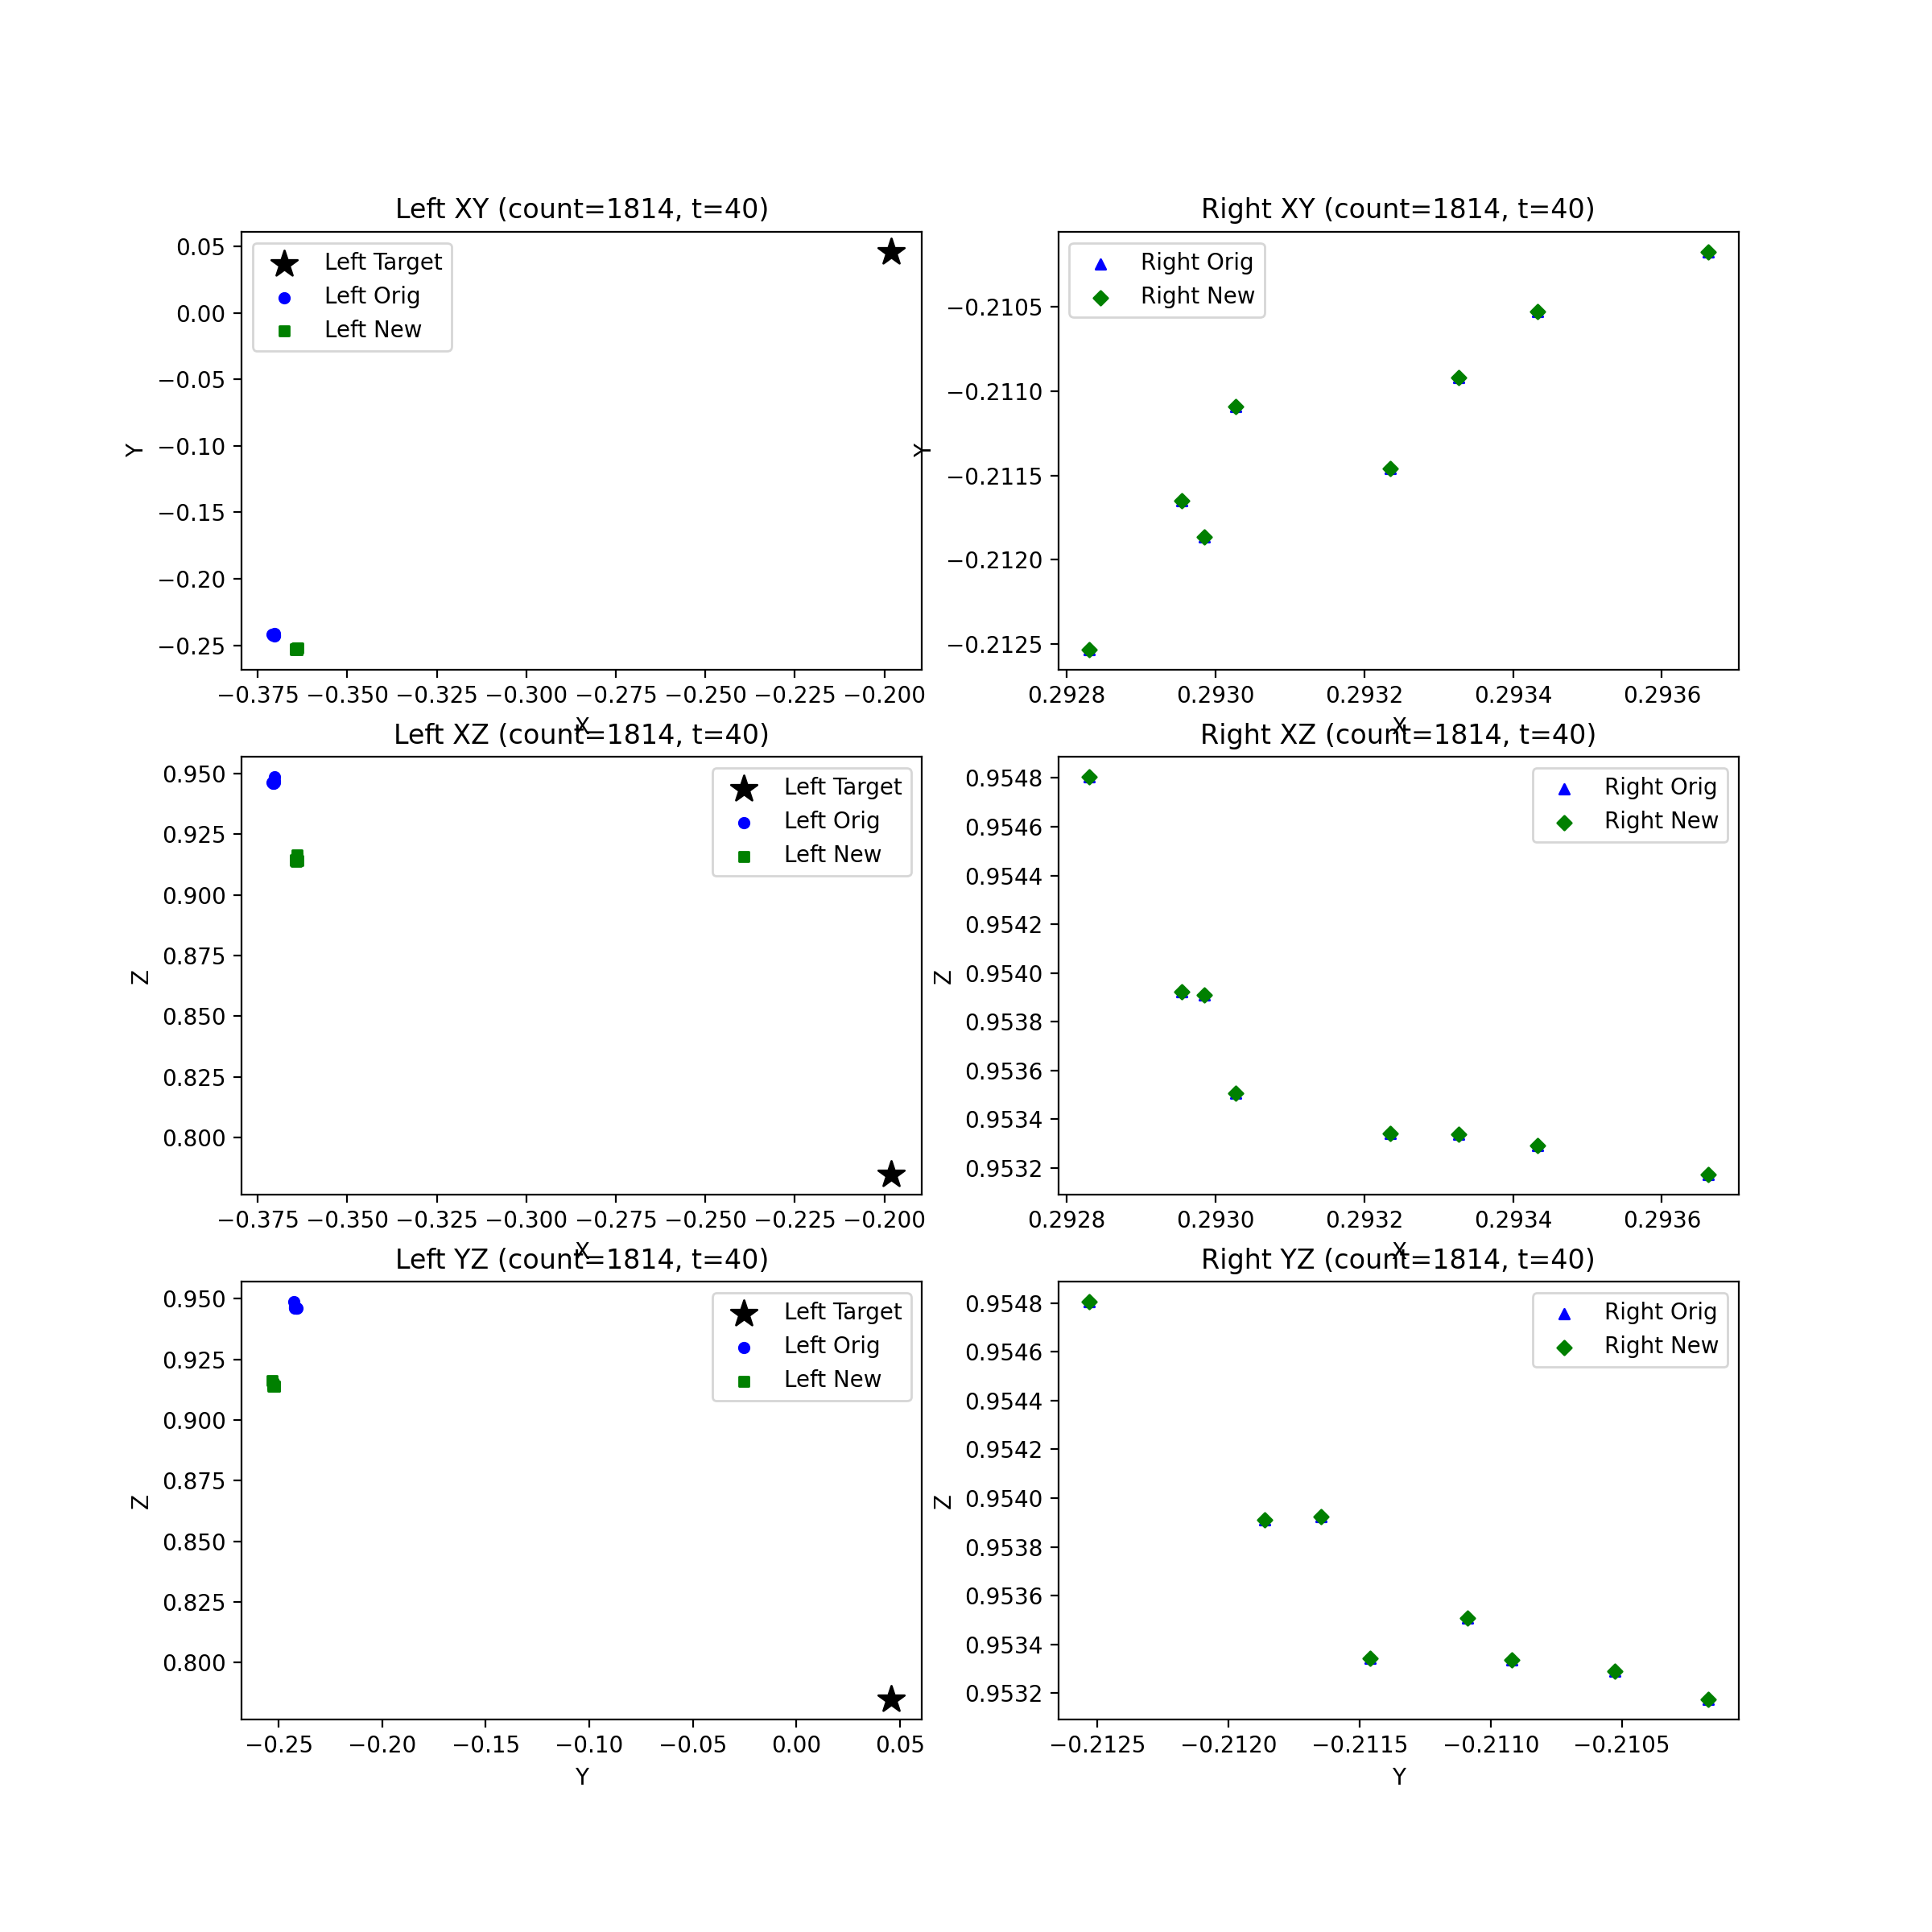 Left XY (count=1814, t=40)
Left Target
Left Orig
Left New
0.05
0.00
−0.05
−0.10
−0.15
−0.20
−0.25
Y
−0.375 −0.350 −0.325 −0.300 −0.275 −0.250 −0.225 −0.200
X
Right XY (count=1814, t=40)
Right Orig
Right New
−0.2105
−0.2110
−0.2115
−0.2120
−0.2125
Y
0.2928 0.2930 0.2932 0.2934 0.2936
X
Left XZ (count=1814, t=40)
Left Target
Left Orig
Left New
0.950
0.925
0.900
0.875
0.850
0.825
0.800
Z
−0.375 −0.350 −0.325 −0.300 −0.275 −0.250 −0.225 −0.200
X
Right XZ (count=1814, t=40)
Right Orig
Right New
0.9548
0.9546
0.9544
0.9542
0.9540
0.9538
0.9536
0.9534
0.9532
Z
0.2928 0.2930 0.2932 0.2934 0.2936
X
Left YZ (count=1814, t=40)
Left Target
Left Orig
Left New
0.950
0.925
0.900
0.875
0.850
0.825
0.800
Z
−0.25 −0.20 −0.15 −0.10 −0.05 0.00 0.05
Y
Right YZ (count=1814, t=40)
Right Orig
Right New
0.9548
0.9546
0.9544
0.9542
0.9540
0.9538
0.9536
0.9534
0.9532
Z
−0.2125 −0.2120 −0.2115 −0.2110 −0.2105
Y